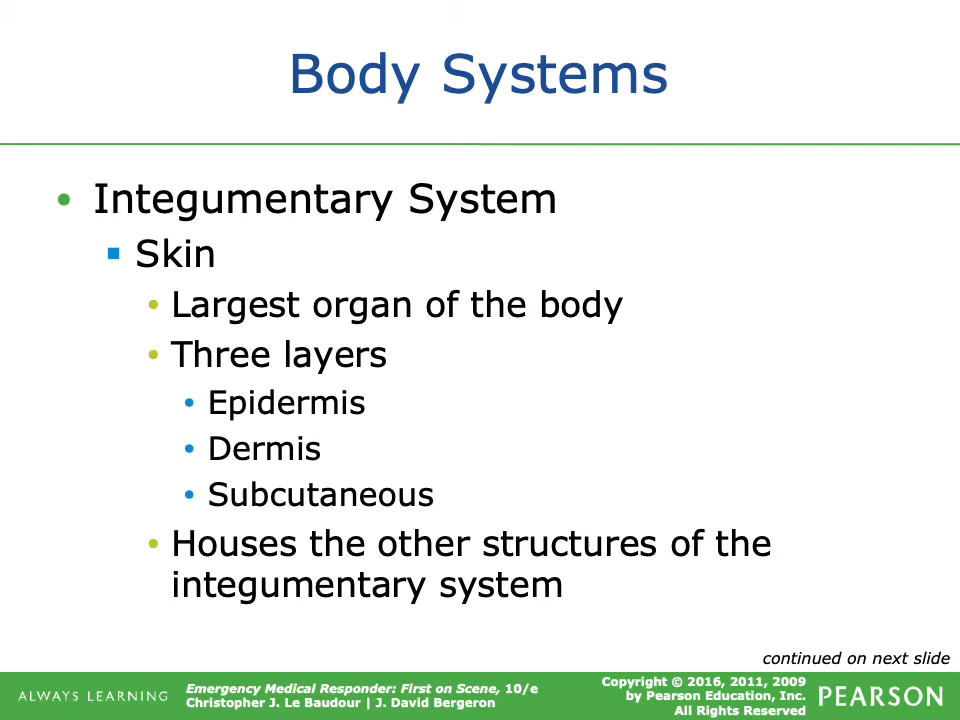 Body Systems
• Integumentary System
▪ Skin
• Largest organ of the body
• Three layers
• Epidermis
• Dermis
• Subcutaneous
• Houses the other structures of the
integumentary system
continued on next slide
ALWAYS LEARNING
Emergency Medical Responder: First on Scene, 10/e
Christopher J. Le Baudour | J. David Bergeron
Copyright © 2016, 2011, 2009
by Pearson Education, Inc.
All Rights Reserved
PEARSON